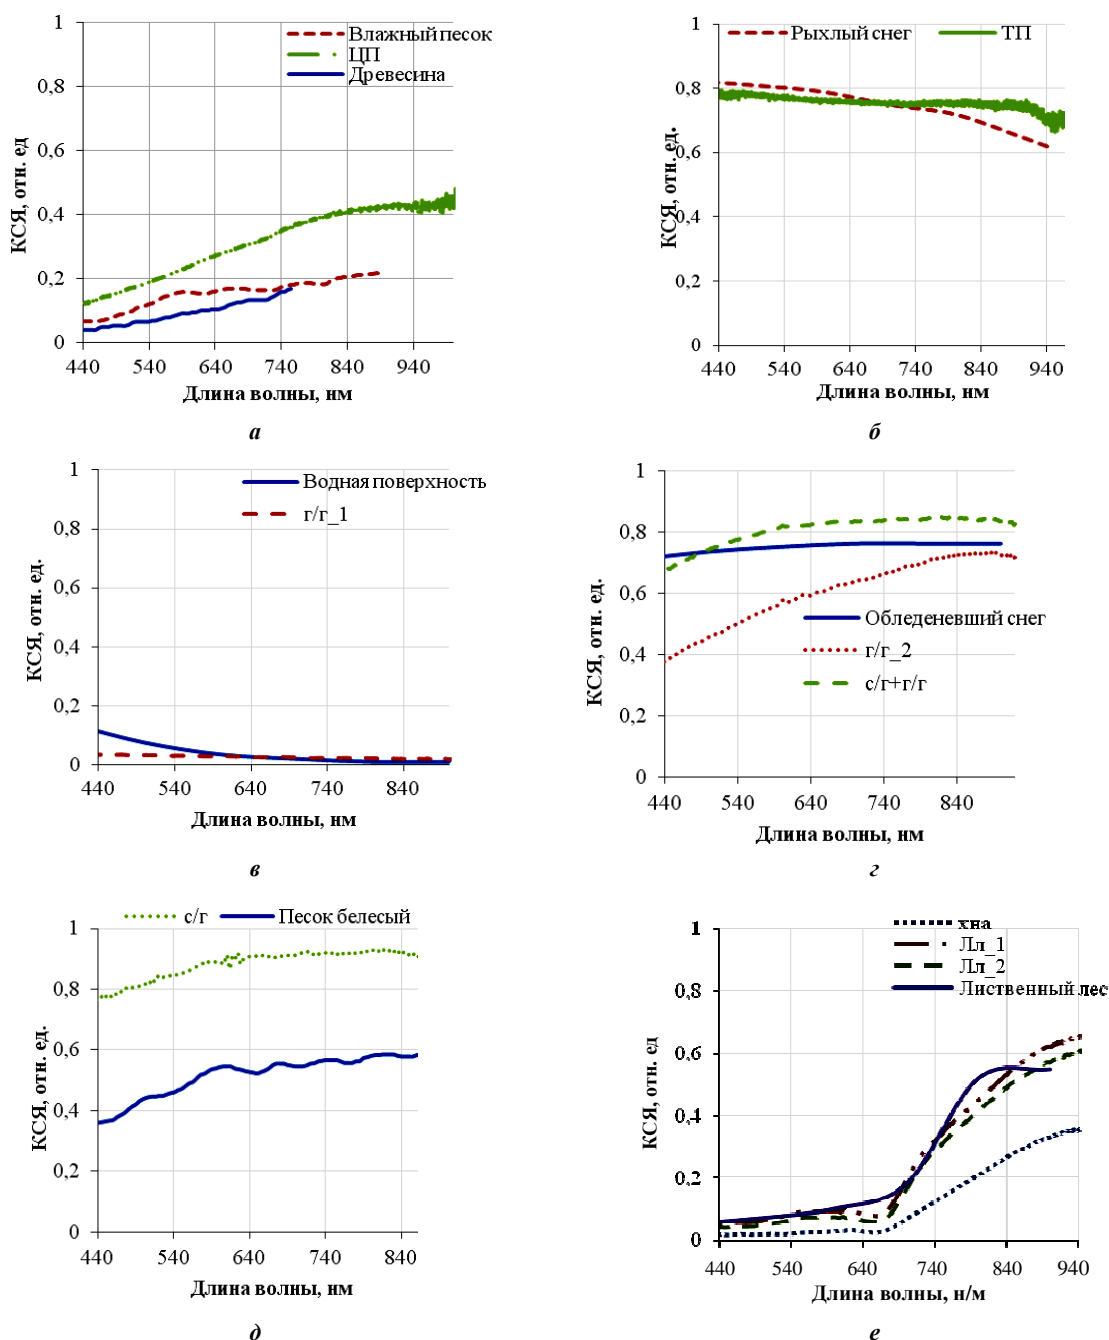 КСЯ, отн. ед
1
0,8
0,6
0,4
0,2
0
Влажный песок
ЦП
Древесина
440 540 640 740 840 940
Длина волны, нм
а
КСЯ, отн. ед.
1
0,8
0,6
0,4
0,2
0
Рыхлый снег ТП
440 540 640 740 840 940
Длина волны, нм
б
КСЯ, отн. ед.
1
0,8
0,6
0,4
0,2
0
Водная поверхность
г/г_1
440 540 640 740 840
Длина волны, нм
в
КСЯ, отн. ед.
1
0,8
0,6
0,4
0,2
0
Обледеневший снег
г/г_2
с/г+г/г
440 540 640 740 840
Длина волны, нм
г
КСЯ, отн. ед.
с/г Песок белесый
1
0,8
0,6
0,4
0,2
0
440 540 640 740 840
Длина волны, нм
д
КСЯ, отн. ед
1
0,8
0,6
0,4
0,2
0
хна
Лл_1
Лл_2
Лиственный лес
440 540 640 740 840 940
Длина волны, н/м
е